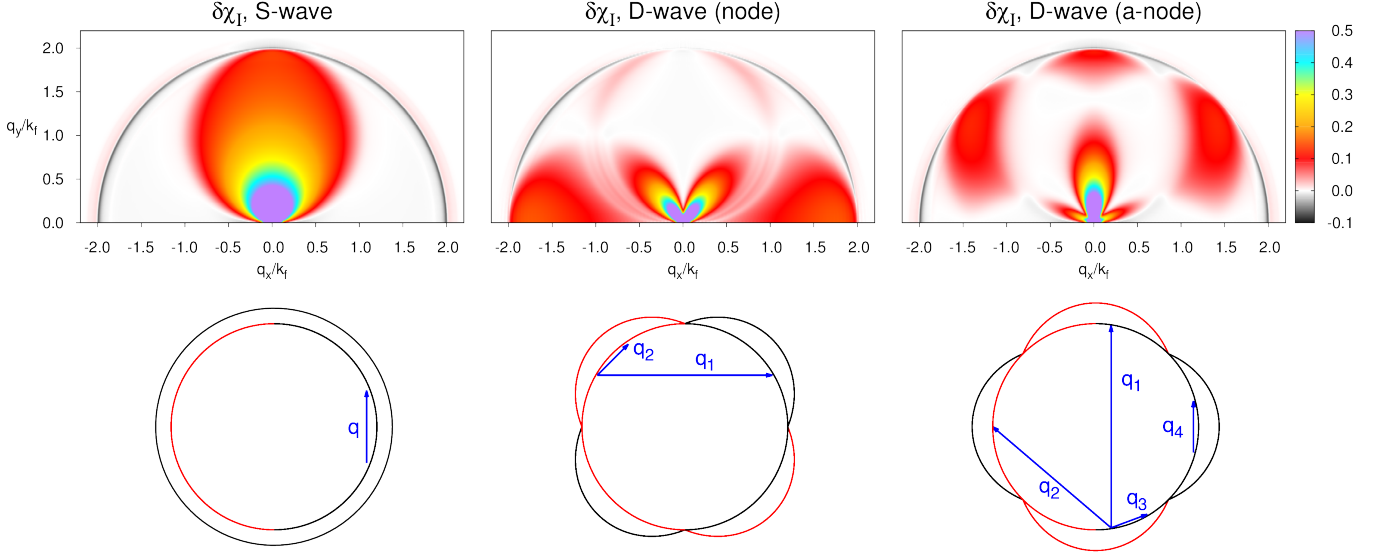 δχI, S-wave
δχI, D-wave (node)
δχI, D-wave (a-node)
qy/kf
2.0
1.5
1.0
0.5
0.0
-2.0 -1.5 -1.0 -0.5 0.0 0.5 1.0 1.5 2.0
qx/kf
-2.0 -1.5 -1.0 -0.5 0.0 0.5 1.0 1.5 2.0
qx/kf
-2.0 -1.5 -1.0 -0.5 0.0 0.5 1.0 1.5 2.0
qx/kf
0.5
0.4
0.3
0.2
0.1
0.0
-0.1
q
q2
q1
q1
q4
q2
q3